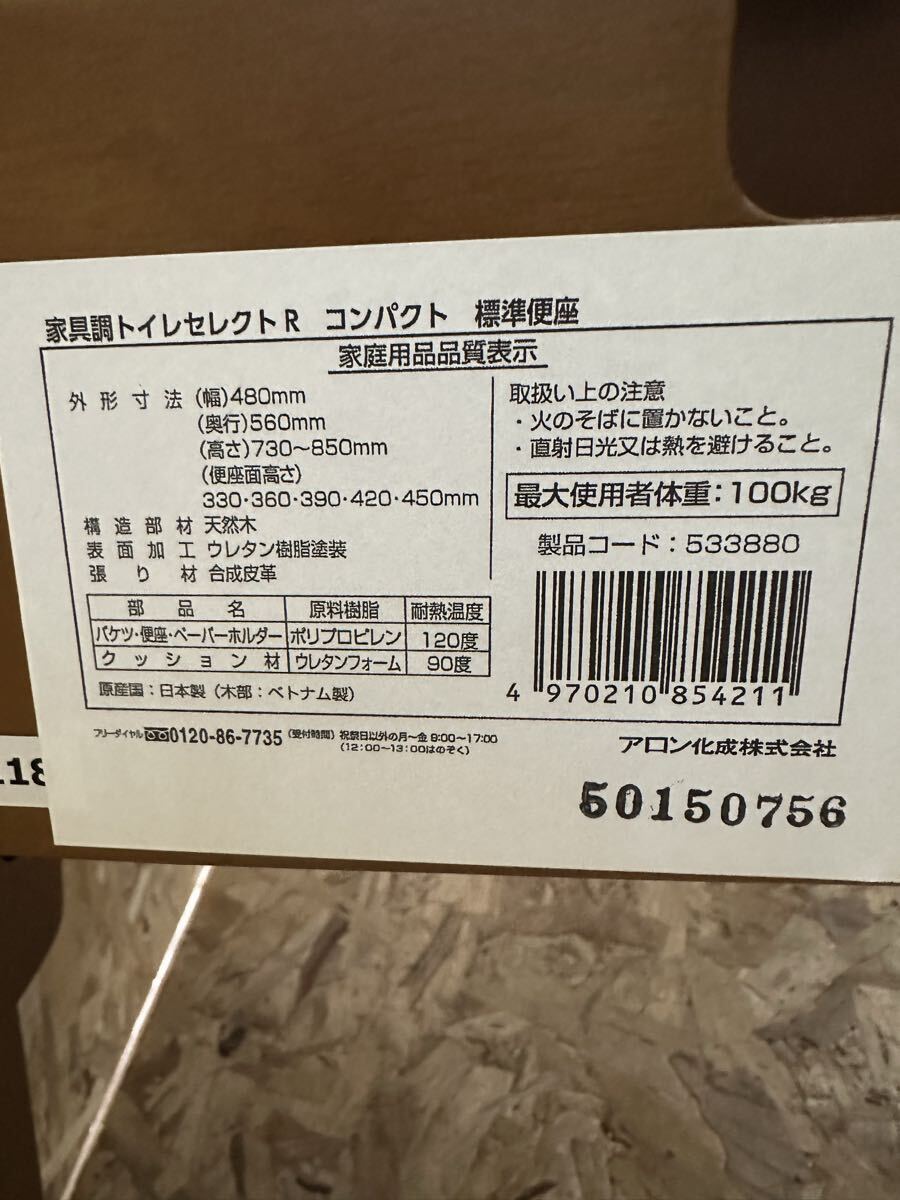 家具調トイレセレクトR コンパクト 標準便座
家庭用品品質表示
外形寸法 (幅)480mm
(奥行)560mm
(高さ)730〜850mm
(便座面高さ)
330・360・390・420・450mm
構造部材 天然木
表面加工 ウレタン樹脂塗装
張り材 合成皮革
部品名 原料樹脂 耐熱温度
バケツ・便座・ペーパーホルダー ポリプロピレン 120度
クッション材 ウレタンフォーム 90度
原産国：日本製（木部：ベトナム製）
取扱い上の注意
・火のそばに置かないこと。
・直射日光又は熱を避けること。
最大使用者体重：100kg
製品コード：533880
4 970210 854211
フリーダイヤル 0120-86-7735 (受付時間) 祝祭日以外の月〜金 9:00〜17:00
(12:00〜13:00はのぞく)
アロン化成株式会社
50150756
118